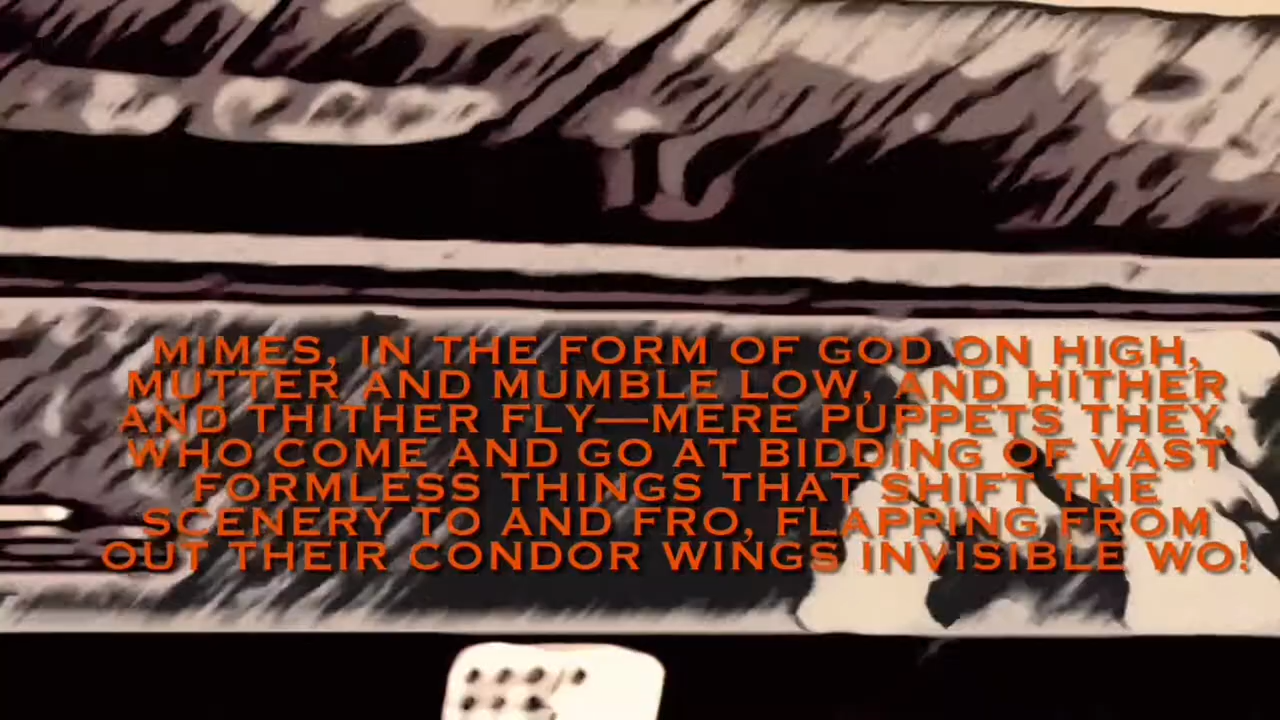 MIMES, IN THE FORM OF GOD ON HIGH,
MUTTER AND MUMBLE LOW, AND HITHER
AND THITHER FLY—MERE PUPPETS THEY,
WHO COME AND GO AT BIDDING OF VAST
FORMLESS THINGS THAT SHIFT THE
SCENERY TO AND FRO, FLAPPING FROM
OUT THEIR CONDOR WINGS INVISIBLE WO!